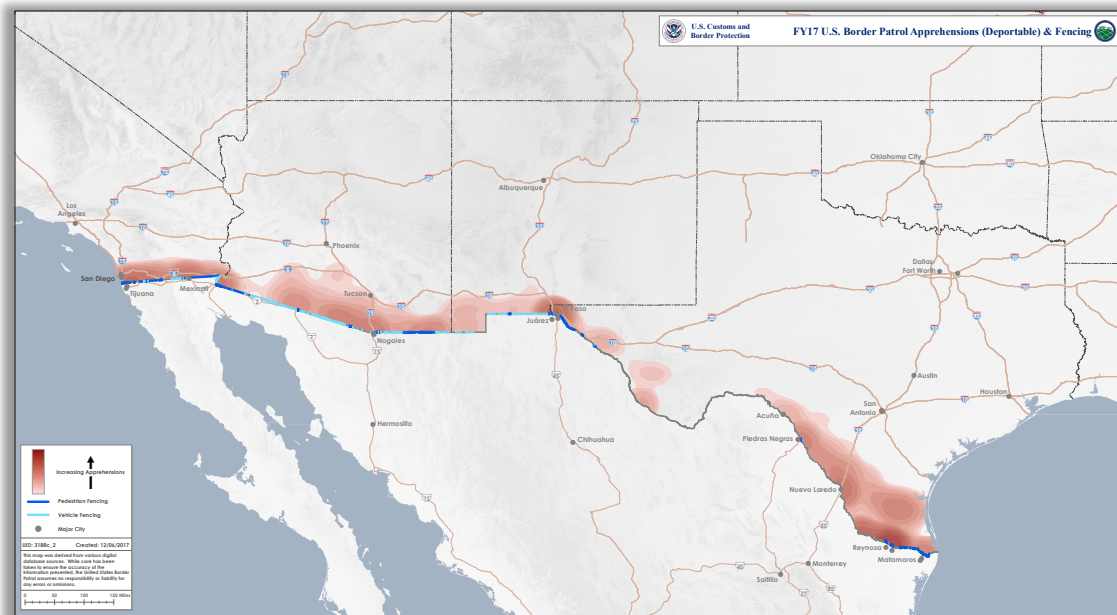 U.S. Customs and
Border Protection
FY17 U.S. Border Patrol Apprehensions (Deportable) & Fencing
Oklahoma City
Albuquerque
Los
Angeles
Phoenix
Dallas
Fort Worth
San Diego
Tijuana
Mexicali
Tucson
El Paso
Juárez
Nogales
Austin
Houston
San
Antonio
Acuña
Hermosillo
Piedras Negras
Chihuahua
Nuevo Laredo
Reynosa
Matamoros
Monterrey
Saltillo
Increasing Apprehensions
Pedestrian Fencing
Vehicle Fencing
Major City
UID: 3188c_2 Created: 12/06/2017
This map was derived from various digital
database sources. While care has been
taken to ensure the accuracy of the
information presented, the United States Border
Patrol assumes no responsibility or liability for
any errors or omissions.
0 50 100 150 Miles